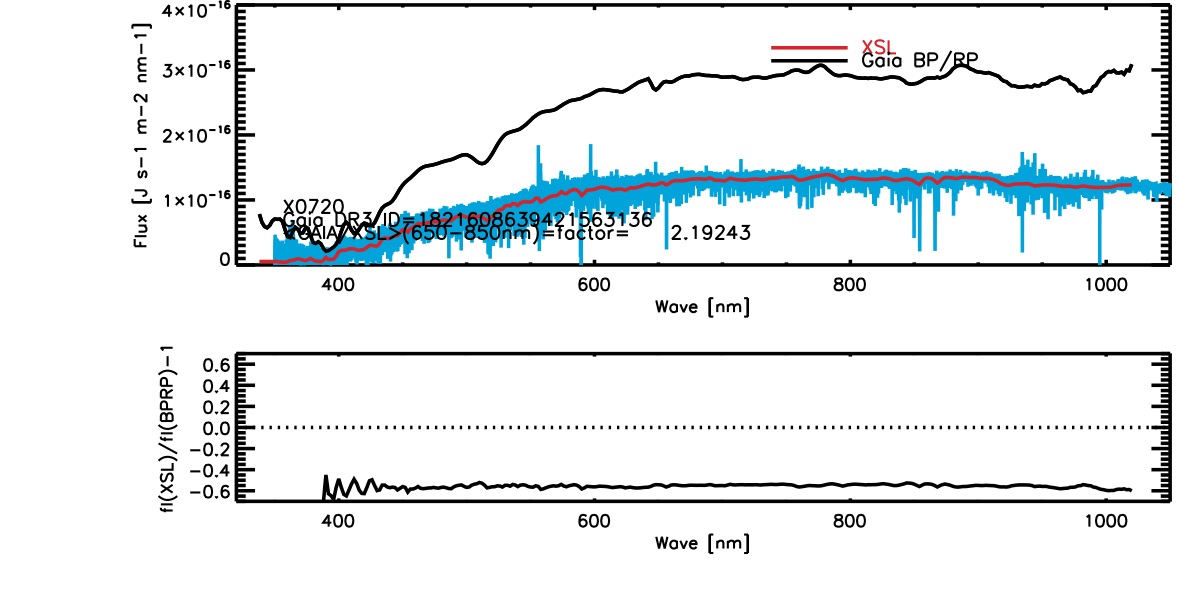 4×10⁻¹⁶
3×10⁻¹⁶
2×10⁻¹⁶
1×10⁻¹⁶
0
Flux [J s−1 m−2 nm−1]
XSL
Gaia BP/RP
X0720
Gaia DR3/ID=1821608639421563136
XSL>(650−850nm)=factor= 2.19243
400 600 800 1000
Wave [nm]
0.6
0.4
0.2
0.0
−0.2
−0.4
−0.6
fl(XSL)/fl(BPRP)−1
400 600 800 1000
Wave [nm]